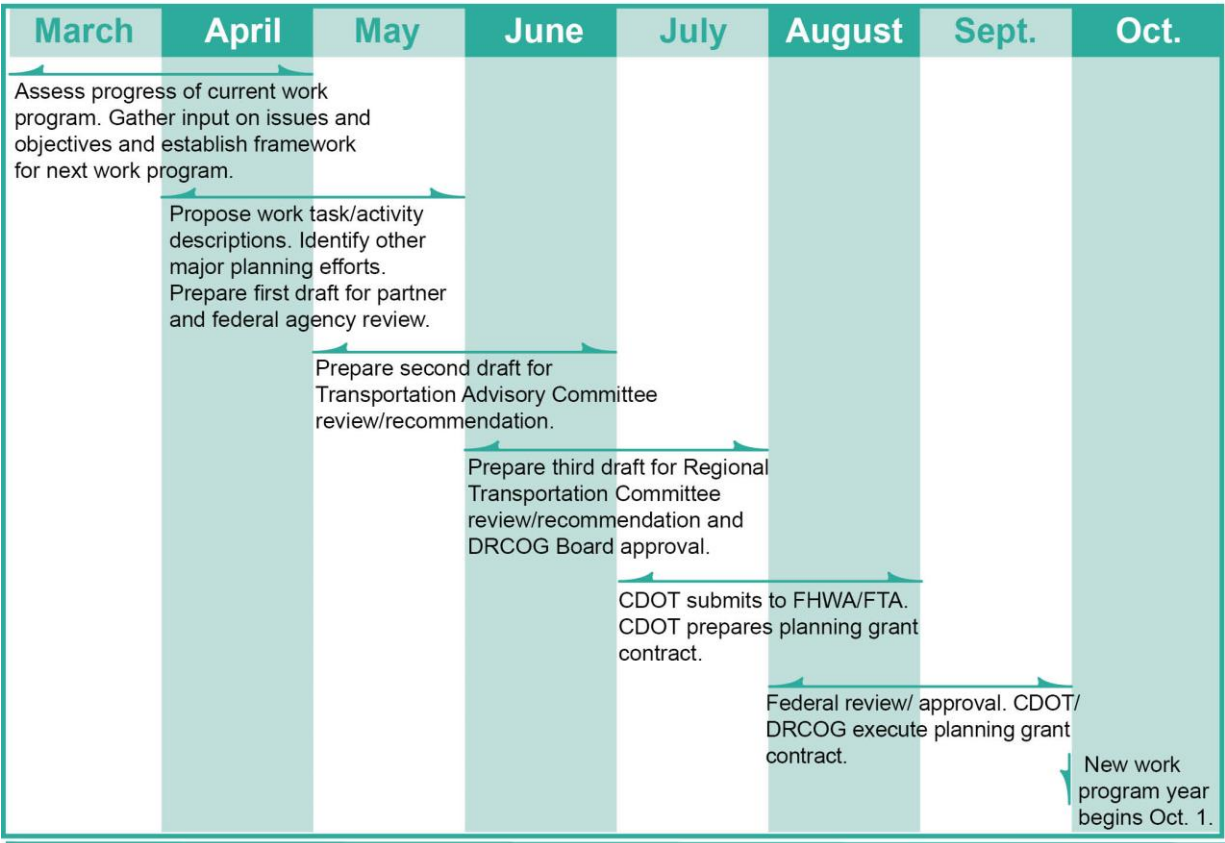 March April May June July August Sept. Oct.
Assess progress of current work
program. Gather input on issues and
objectives and establish framework
for next work program.
Propose work task/activity
descriptions. Identify other
major planning efforts.
Prepare first draft for partner
and federal agency review.
Prepare second draft for
Transportation Advisory Committee
review/recommendation.
Prepare third draft for Regional
Transportation Committee
review/recommendation and
DRCOG Board approval.
CDOT submits to FHWA/FTA.
CDOT prepares planning grant
contract.
Federal review/ approval. CDOT/
DRCOG execute planning grant
contract.
New work
program year
begins Oct. 1.